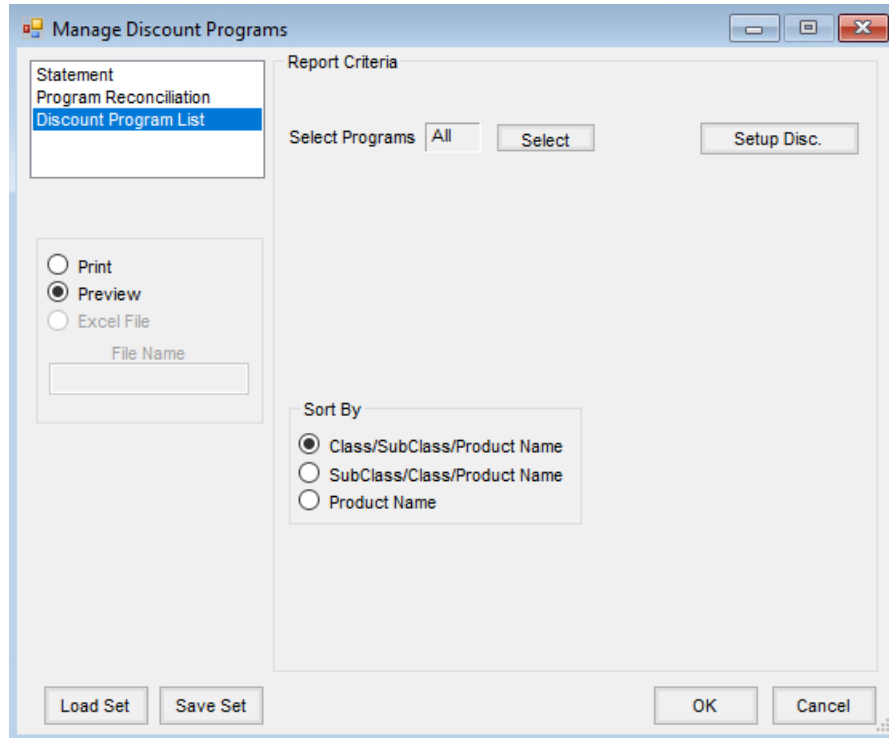 Manage Discount Programs
Statement
Program Reconciliation
Discount Program List
Report Criteria
Select Programs All Select Setup Disc.
Print
Preview
Excel File
File Name
Sort By
Class/SubClass/Product Name
SubClass/Class/Product Name
Product Name
Load Set Save Set OK Cancel